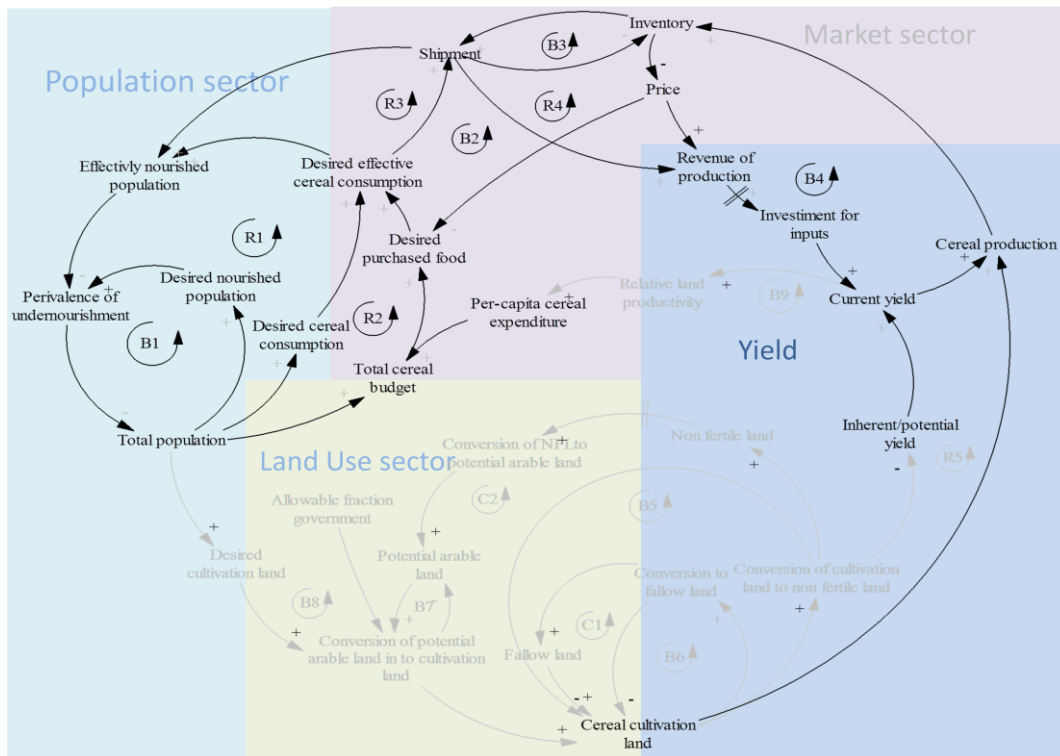 Inventory
Market sector
Shipment
B3
Population sector
Price
R3
R4
B2
Effectivly nourished
population
Desired effective
cereal consumption
Revenue of
production
B4
Investiment for
inputs
R1
Desired
purchased food
Cereal production
Desired nourished
population
Perivalence of
undernourishment
Relative land
productivity
B9
Current yield
Per-capita cereal
expenditure
Desired cereal
consumption
R2
B1
Yield
Total cereal
budget
Total population
Inherent/potential
yield
Land Use sector
Conversion of NFLto
potential arable land
Non fertile land
R5
C2
B5
Allowable fraction
government
Desired
cultivation land
Potential arable
land
Conversion to
fallow land
Conversion of cultivation
land to non fertile land
B8
B7
C1
Conversion of potential
arable land in to cultivation
land
Fallow land
B6
Cereal cultivation
land